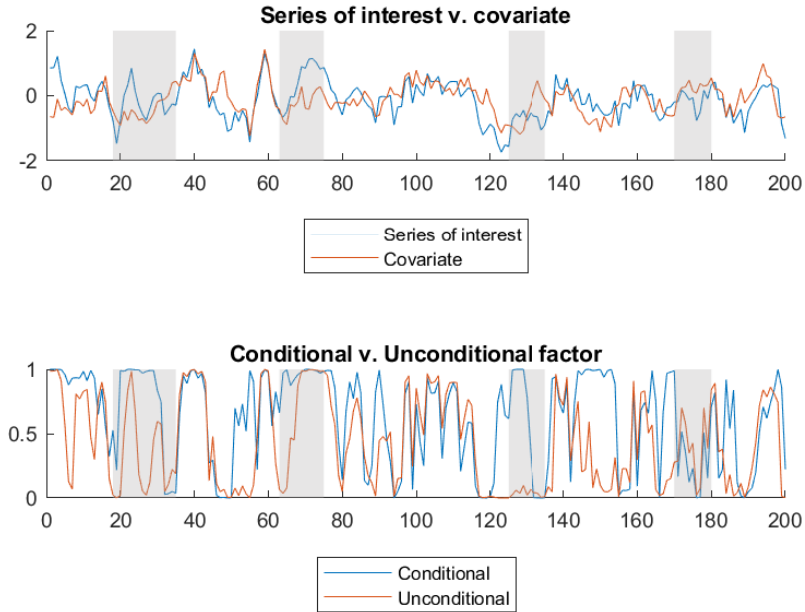 Series of interest v. covariate
2
0
-2
0 20 40 60 80 100 120 140 160 180 200
Series of interest
Covariate
Conditional v. Unconditional factor
1
0.5
0
0 20 40 60 80 100 120 140 160 180 200
Conditional
Unconditional